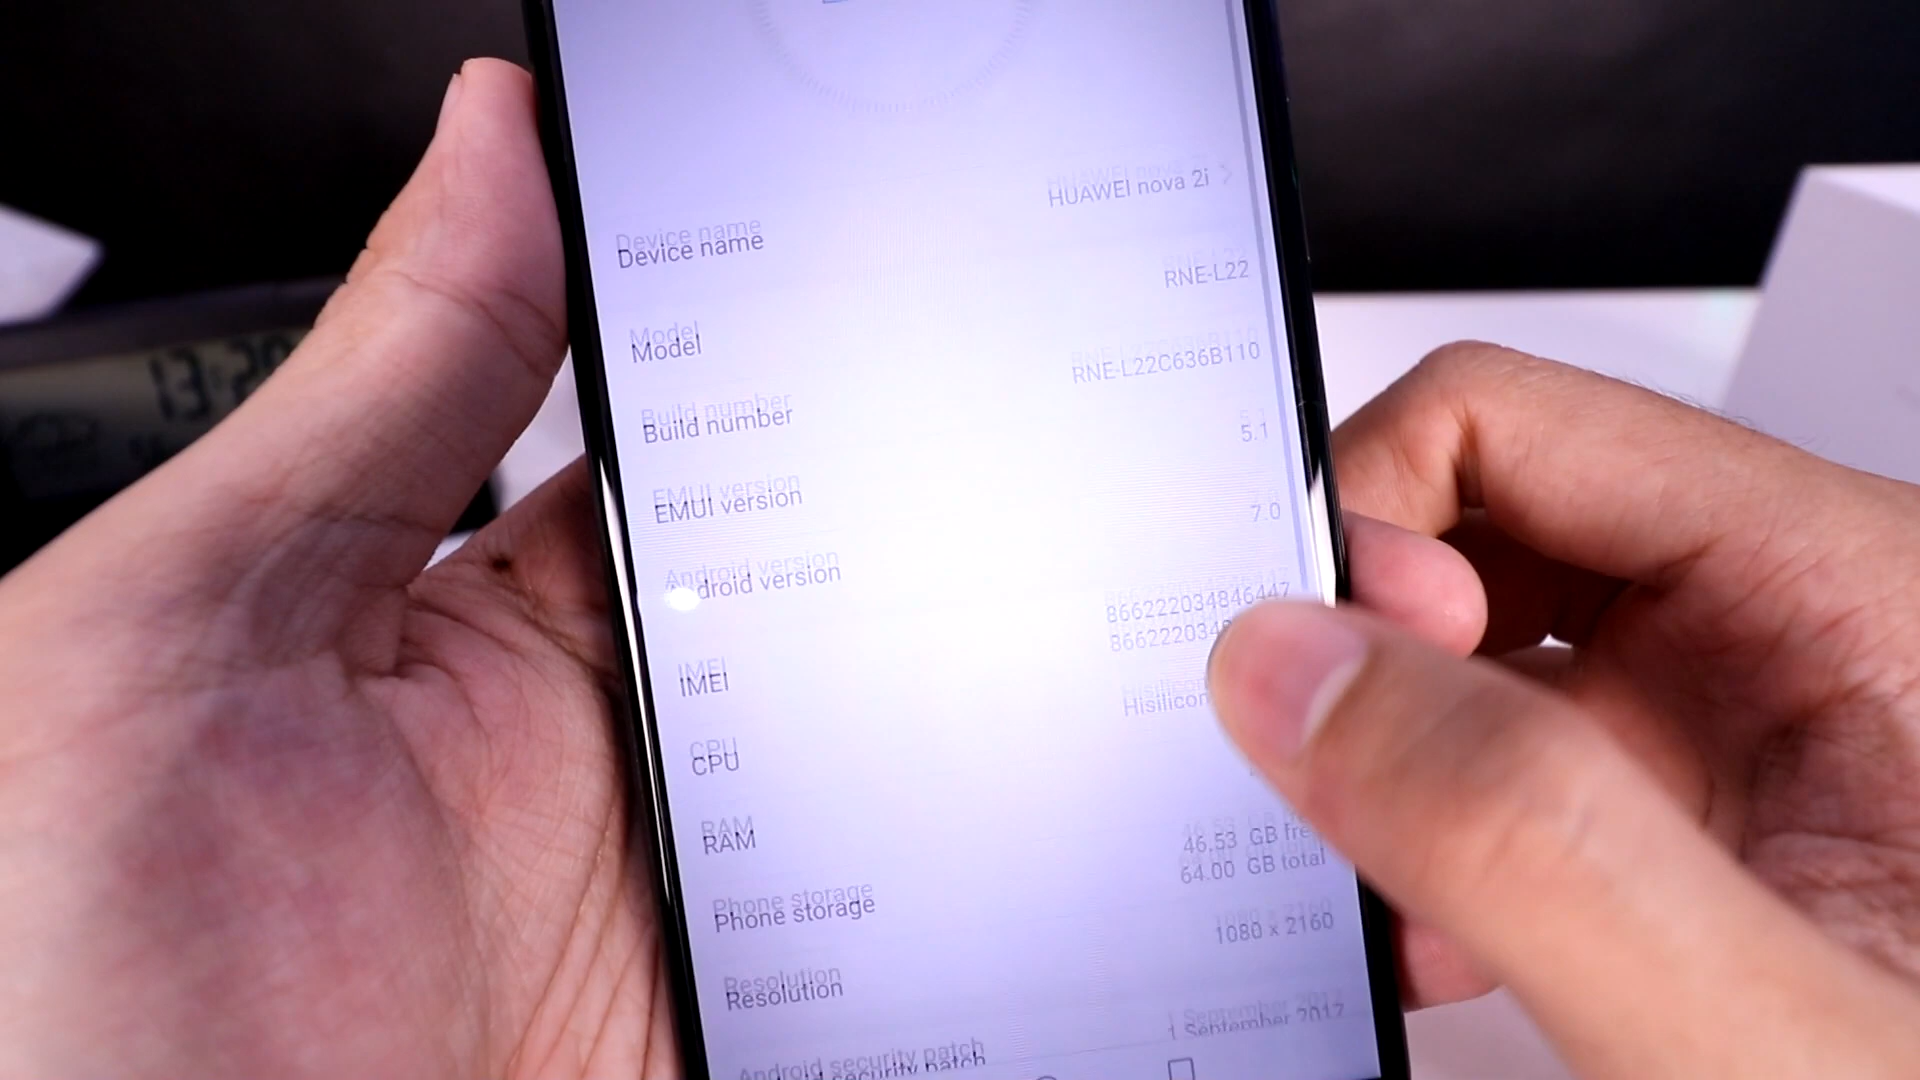 Device name
HUAWEI nova 2i
Model
RNE-L22
Build number
RNE-L22C636B110
EMUI version
5.1
Android version
7.0
IMEI
866222034846447
CPU
Hisilicon
RAM
Phone storage
46.53 GB
64.00 GB total
Resolution
1080 x 2160
Android security patch
1 September 2017